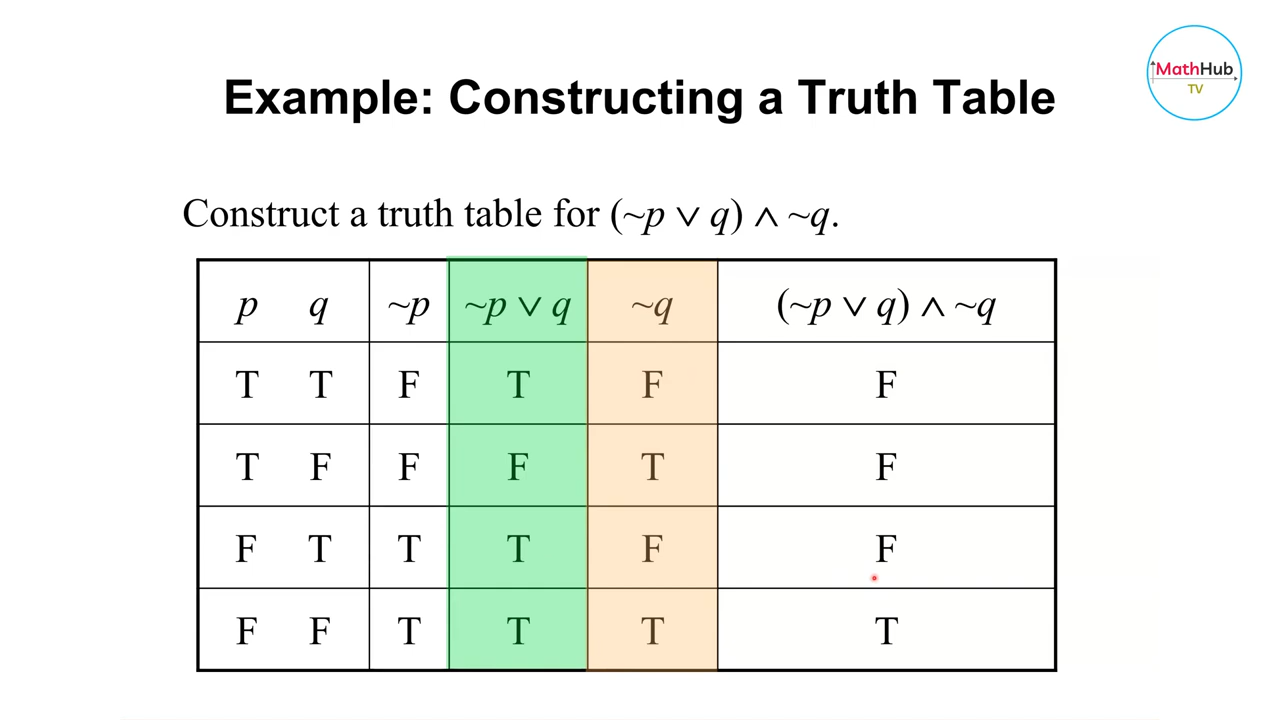 MathHub
TV
Example: Constructing a Truth Table
Construct a truth table for (~p ∨ q) ∧ ~q.
p q ~p ~p ∨ q ~q (~p ∨ q) ∧ ~q
T T F T F F
T F F F T F
F T T T F F
F F T T T T